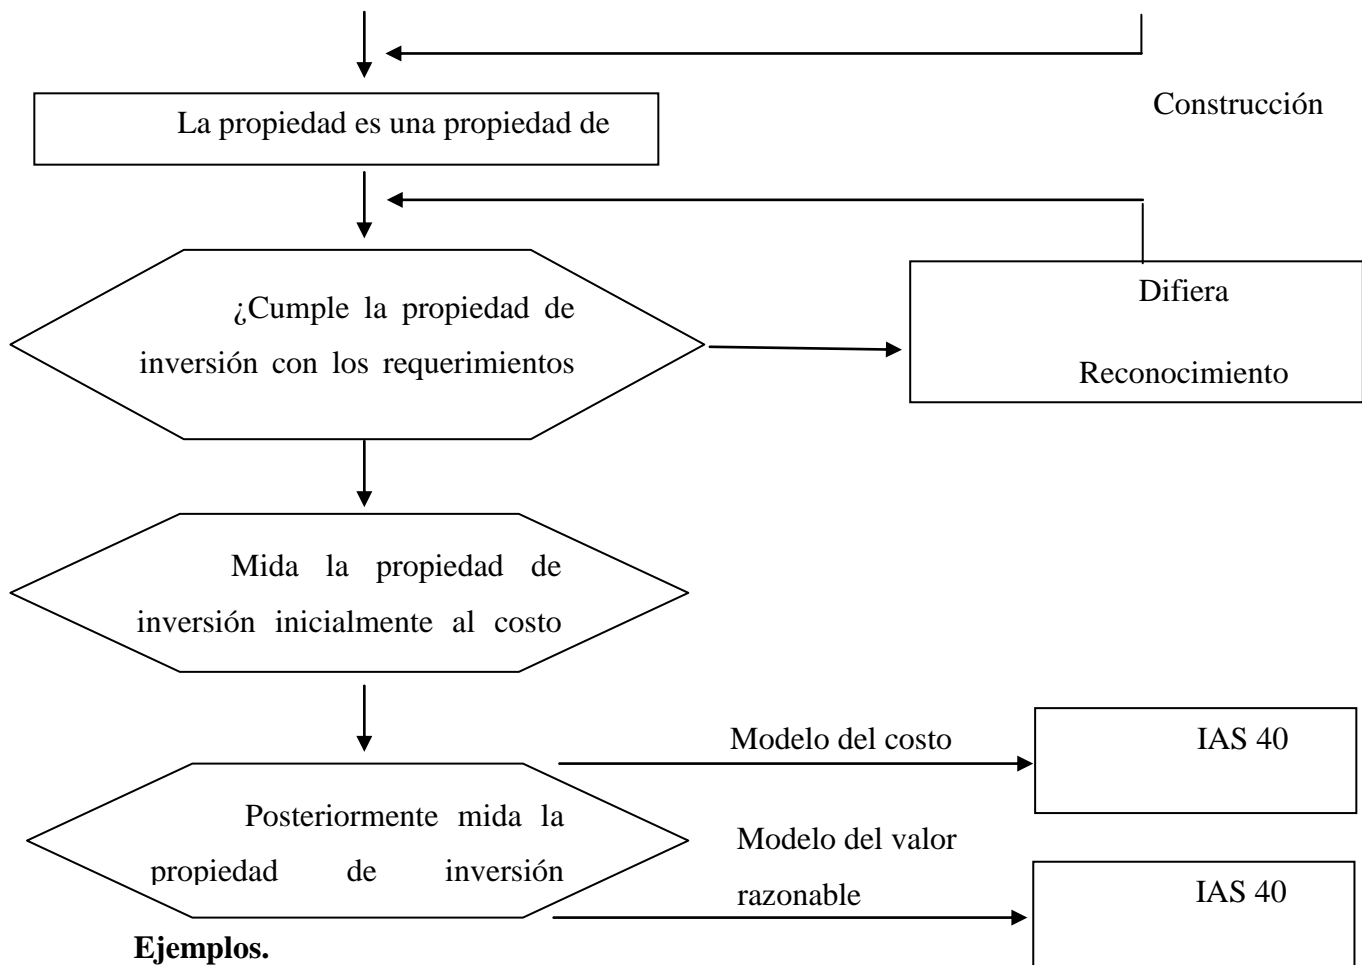 Construcción
La propiedad es una propiedad de
¿Cumple la propiedad de
inversión con los requerimientos
Difiera
Reconocimiento
Mida la propiedad de
inversión inicialmente al costo
Modelo del costo
IAS 40
Posteriormente mida la
propiedad de inversión
Modelo del valor
razonable
IAS 40
Ejemplos.